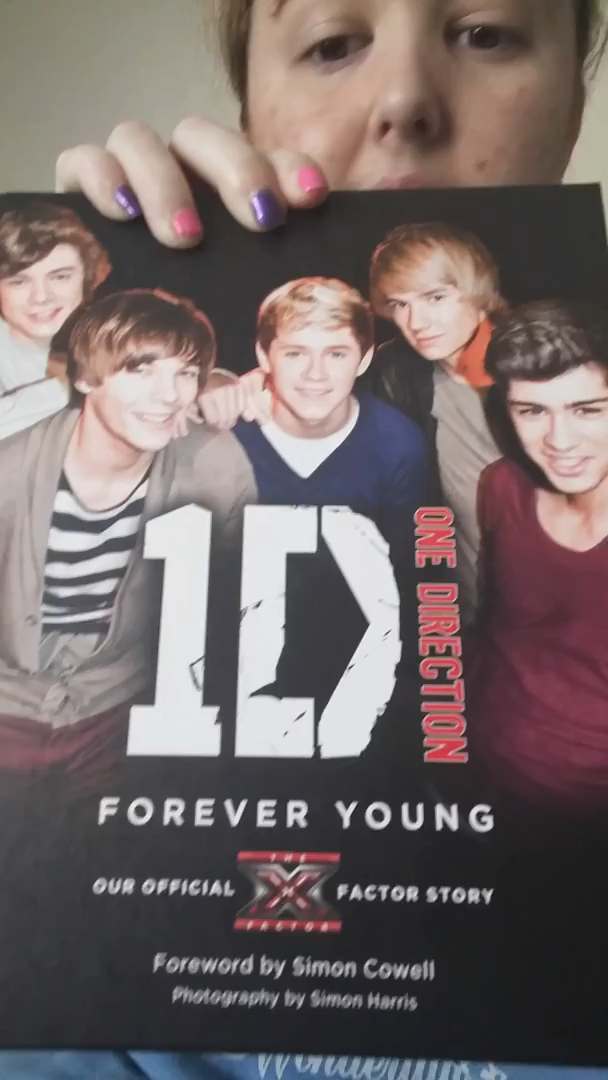 1D
ONE DIRECTION
FOREVER YOUNG
OUR OFFICIAL THE X FACTOR FACTOR STORY
Foreword by Simon Cowell
Photography by Simon Harris